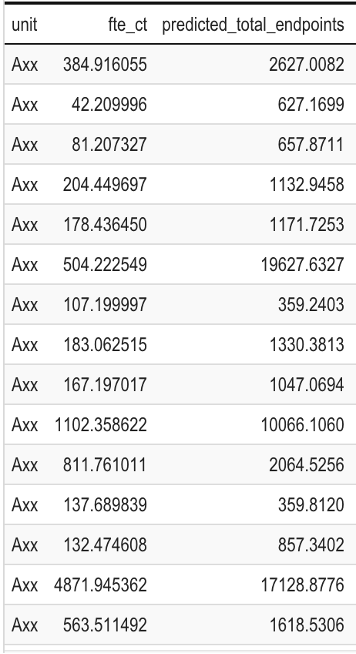 unit fte_ct predicted_total_endpoints
Axx 384.916055 2627.0082
Axx 42.209996 627.1699
Axx 81.207327 657.8711
Axx 204.449697 1132.9458
Axx 178.436450 1171.7253
Axx 504.222549 19627.6327
Axx 107.199997 359.2403
Axx 183.062515 1330.3813
Axx 167.197017 1047.0694
Axx 1102.358622 10066.1060
Axx 811.761011 2064.5256
Axx 137.689839 359.8120
Axx 132.474608 857.3402
Axx 4871.945362 17128.8776
Axx 563.511492 1618.5306